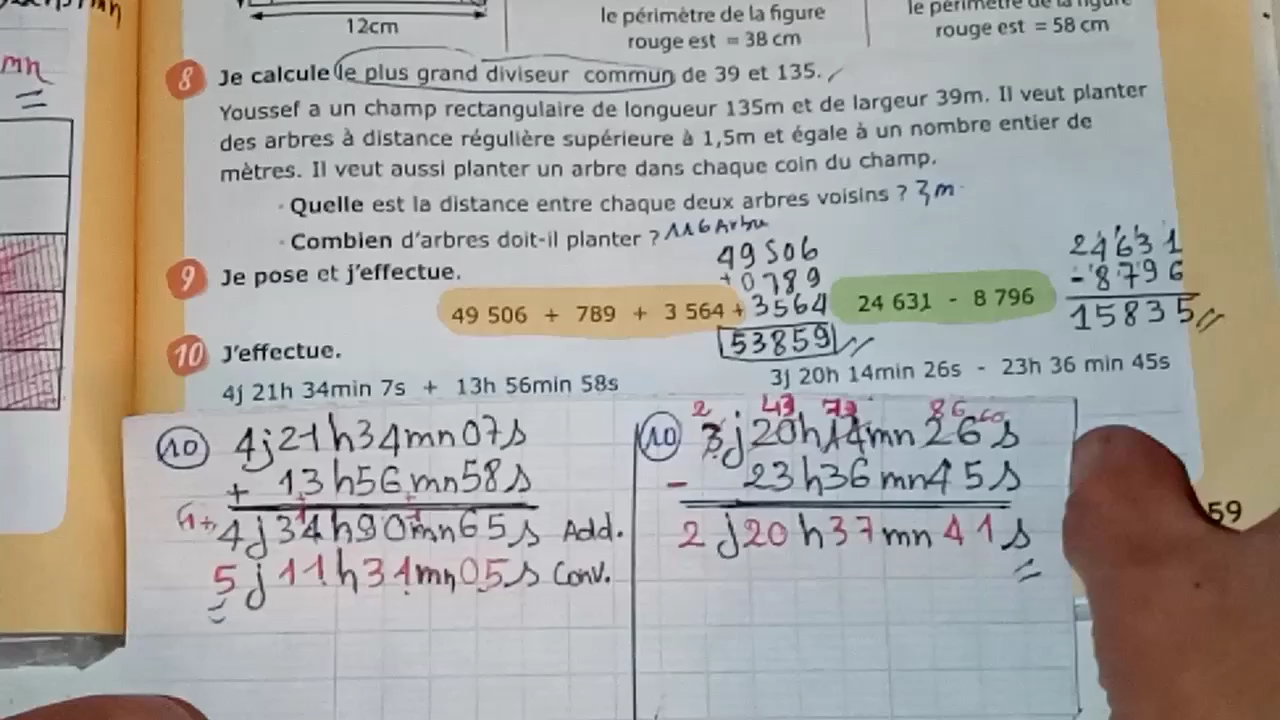 12cm
le périmètre de la figure
rouge est = 38 cm
le périmètre de la figure
rouge est = 58 cm
mn
8 Je calcule le plus grand diviseur commun de 39 et 135.
Youssef a un champ rectangulaire de longueur 135m et de largeur 39m. Il veut planter
des arbres à distance régulière supérieure à 1,5m et égale à un nombre entier de
mètres. Il veut aussi planter un arbre dans chaque coin du champ.
· Quelle est la distance entre chaque deux arbres voisins ? 3m
· Combien d'arbres doit-il planter ? 116 Arbre
9 Je pose et j'effectue.
49 506 + 789 + 3 564
49506
+0789
+3564
53859
24 631 - 8 796
24631
-8796
15835
10 J'effectue.
4j 21h 34min 7s + 13h 56min 58s
3j 20h 14min 26s - 23h 36 min 45s
10 4j21h34mn07s
+ 13h56mn58s
4j34h90mn65s Add.
5j11h31mn05s Conv.
2 43 73 86
10 3j20h14mn26s
- 23h36mn45s
2j20h37mn41s
59